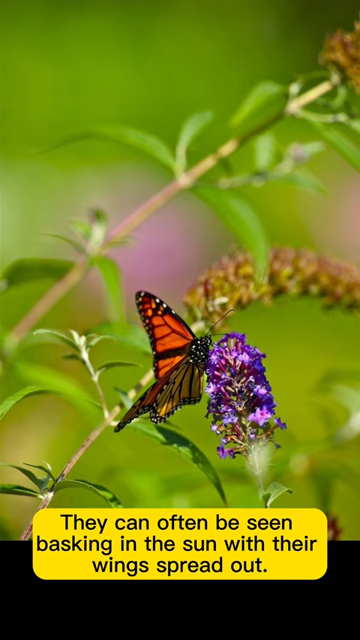 They can often be seen
basking in the sun with their
wings spread out.